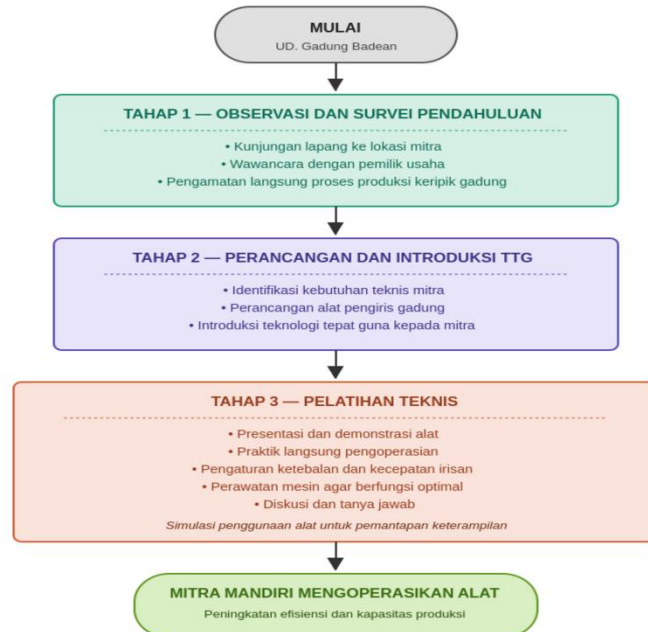 MULAI
UD. Gadung Badean
TAHAP 1 — OBSERVASI DAN SURVEI PENDAHULUAN
• Kunjungan lapang ke lokasi mitra
• Wawancara dengan pemilik usaha
• Pengamatan langsung proses produksi keripik gadung
TAHAP 2 — PERANCANGAN DAN INTRODUKSI TTG
• Identifikasi kebutuhan teknis mitra
• Perancangan alat pengiris gadung
• Introduksi teknologi tepat guna kepada mitra
TAHAP 3 — PELATIHAN TEKNIS
• Presentasi dan demonstrasi alat
• Praktik langsung pengoperasian
• Pengaturan ketebalan dan kecepatan irisan
• Perawatan mesin agar berfungsi optimal
• Diskusi dan tanya jawab
Simulasi penggunaan alat untuk pemantapan keterampilan
MITRA MANDIRI MENGOPERASIKAN ALAT
Peningkatan efisiensi dan kapasitas produksi